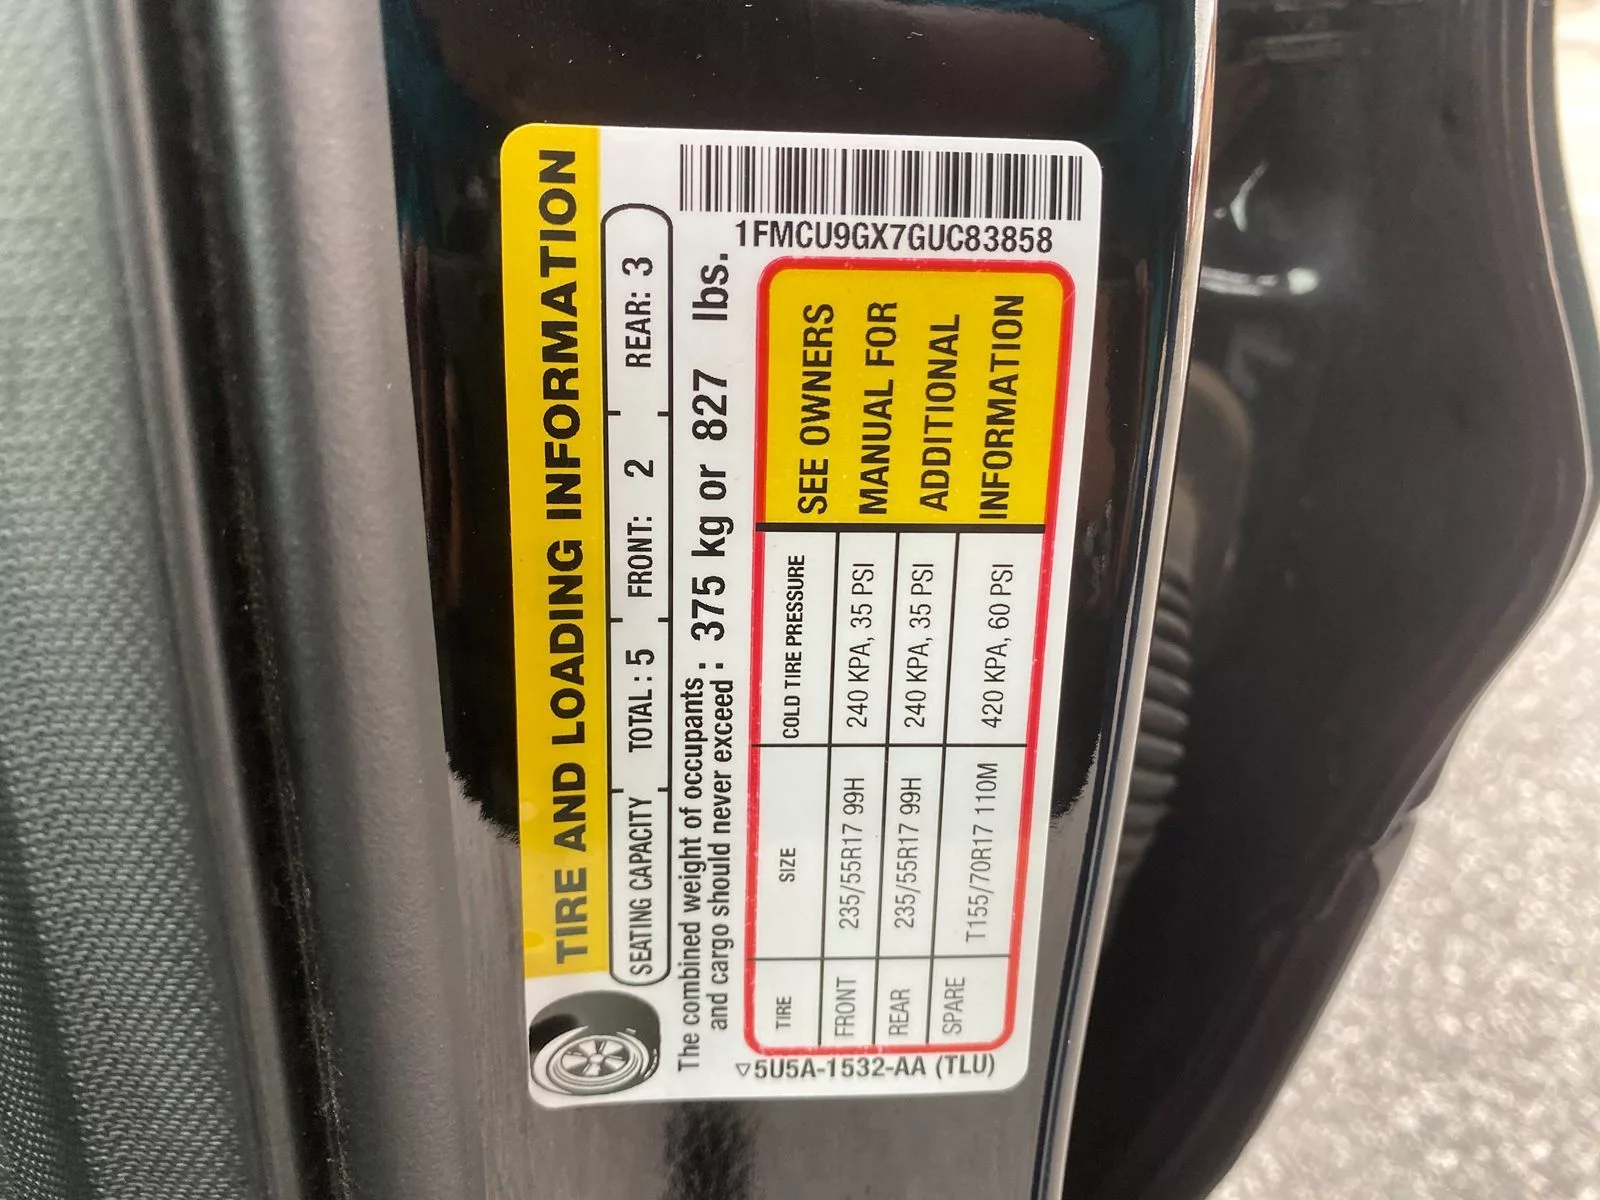 TIRE AND LOADING INFORMATION
SEATING CAPACITY TOTAL : 5 FRONT: 2 REAR: 3
The combined weight of occupants
and cargo should never exceed : 375 kg or 827 lbs.
TIRE SIZE COLD TIRE PRESSURE
FRONT 235/55R17 99H 240 KPA, 35 PSI
REAR 235/55R17 99H 240 KPA, 35 PSI
SPARE T155/70R17 110M 420 KPA, 60 PSI
SEE OWNERS
MANUAL FOR
ADDITIONAL
INFORMATION
1FMCU9GX7GUC83858
5U5A-1532-AA (TLU)